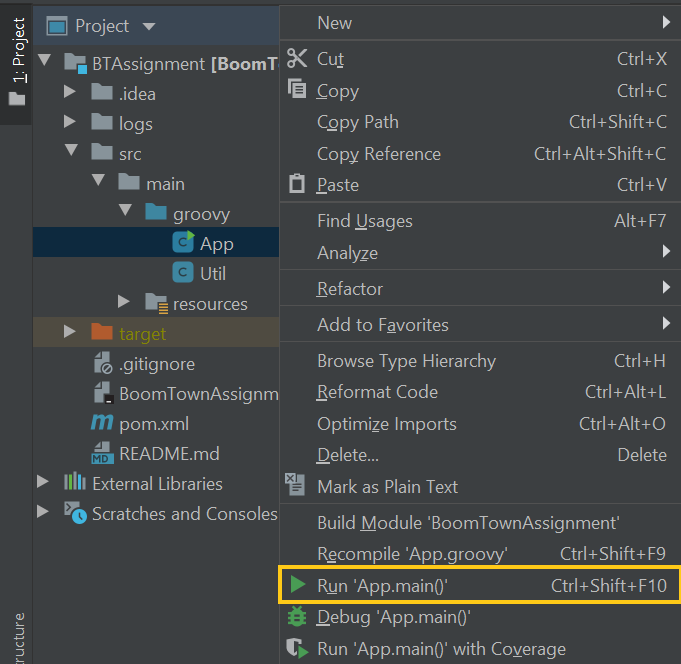 1: Project
Project
BTAssignment [BoomT
.idea
logs
src
main
groovy
App
Util
resources
target
.gitignore
BoomTownAssignm
pom.xml
MD README.md
External Libraries
Scratches and Consoles
ructure
New
Cut Ctrl+X
Copy Ctrl+C
Copy Path Ctrl+Shift+C
Copy Reference Ctrl+Alt+Shift+C
Paste Ctrl+V
Find Usages Alt+F7
Analyze
Refactor
Add to Favorites
Browse Type Hierarchy Ctrl+H
Reformat Code Ctrl+Alt+L
Optimize Imports Ctrl+Alt+O
Delete... Delete
Mark as Plain Text
Build Module 'BoomTownAssignment'
Recompile 'App.groovy' Ctrl+Shift+F9
Run 'App.main()' Ctrl+Shift+F10
Debug 'App.main()'
Run 'App.main()' with Coverage